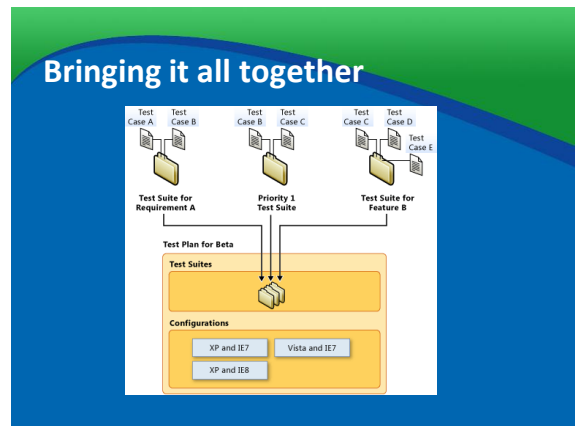 Bringing it all together
Test Case A
Test Case B
Test Case B
Test Case C
Test Case C
Test Case D
Test Case E
Test Suite for
Requirement A
Priority 1
Test Suite
Test Suite for
Feature B
Test Plan for Beta
Test Suites
Configurations
XP and IE7
Vista and IE7
XP and IE8